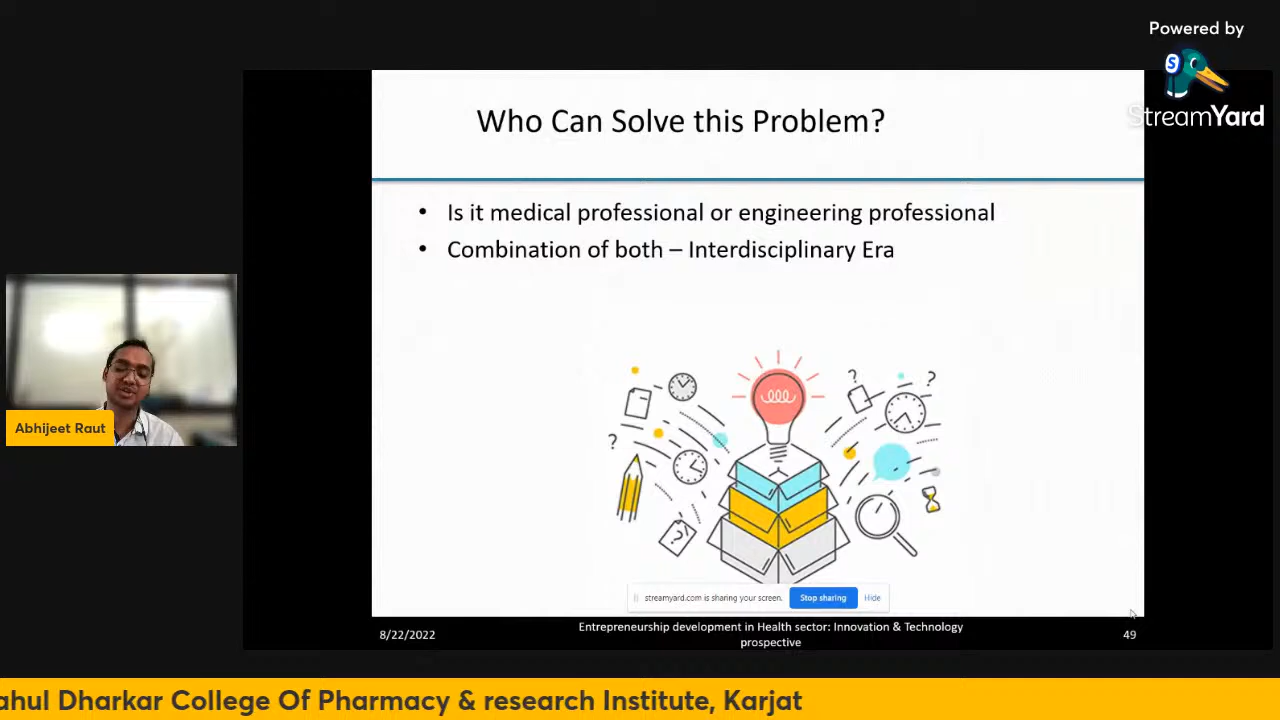 Powered by
StreamYard
Who Can Solve this Problem?
• Is it medical professional or engineering professional
• Combination of both – Interdisciplinary Era
? ?
?
?
Abhijeet Raut
streamyard.com is sharing your screen. Stop sharing Hide
8/22/2022
Entrepreneurship development in Health sector: Innovation & Technology
prospective
49
ahul Dharkar College Of Pharmacy & research Institute, Karjat